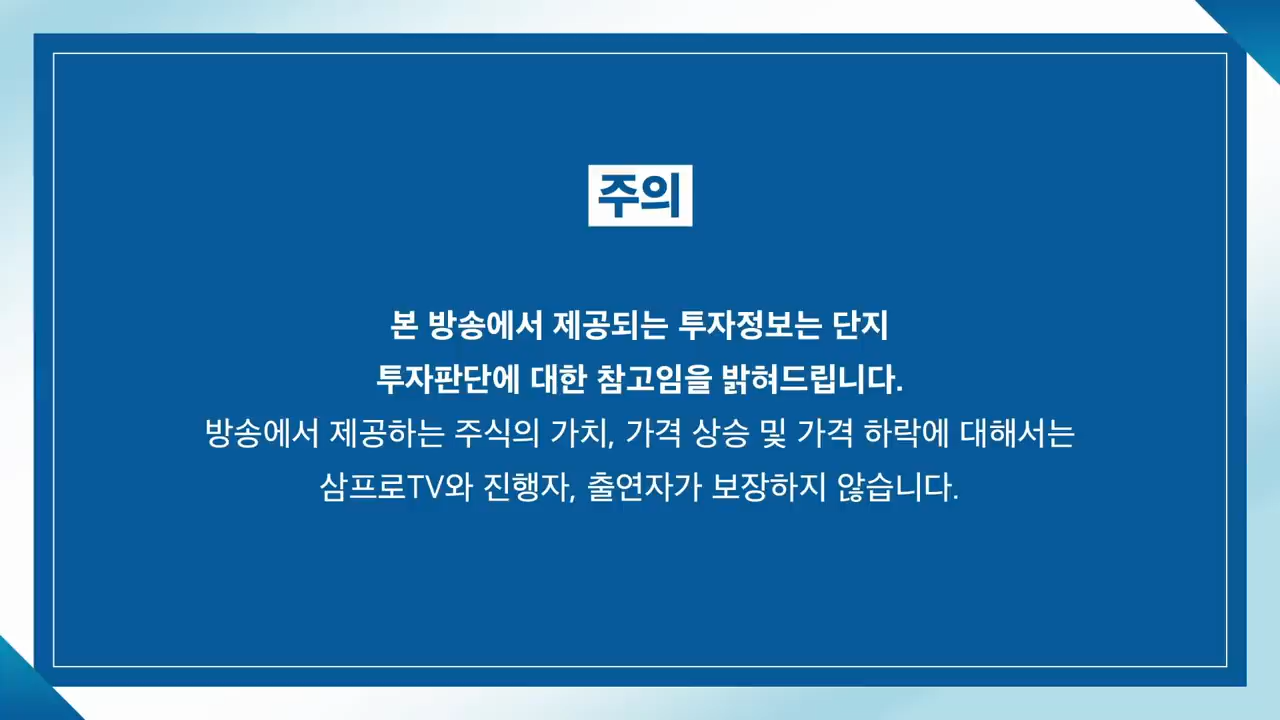 주의
본 방송에서 제공되는 투자정보는 단지
투자판단에 대한 참고임을 밝혀드립니다.
방송에서 제공하는 주식의 가치, 가격 상승 및 가격 하락에 대해서는
삼프로TV와 진행자, 출연자가 보장하지 않습니다.